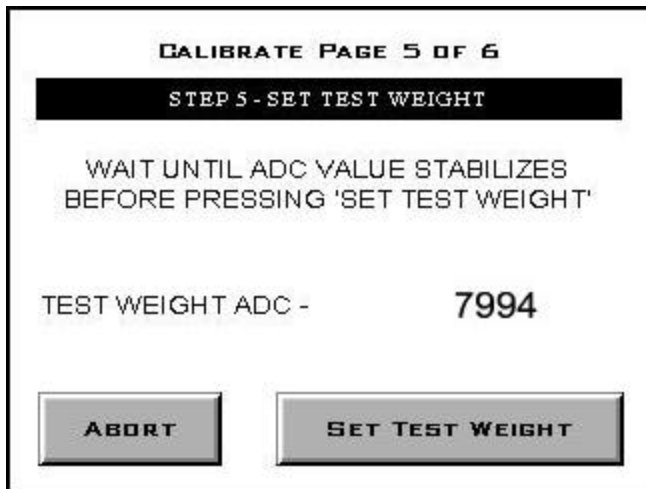 CALIBRATE PAGE 5 OF 6
STEP 5 - SET TEST WEIGHT
WAIT UNTIL ADC VALUE STABILIZES
BEFORE PRESSING 'SET TEST WEIGHT'
TEST WEIGHT ADC - 7994
ABORT SET TEST WEIGHT